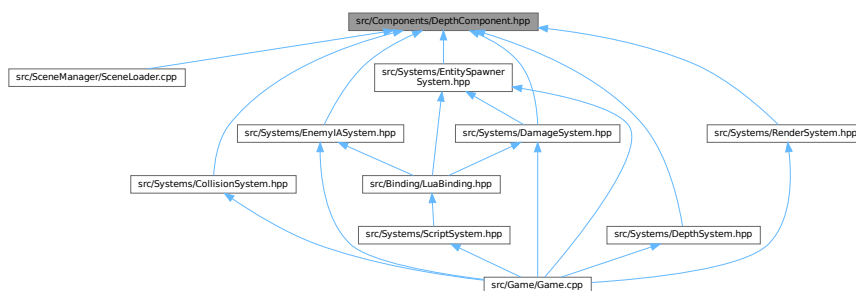 src/Components/DepthComponent.hpp
src/SceneManager/SceneLoader.cpp
src/Systems/EntitySpawner
System.hpp
src/Systems/EnemyIASystem.hpp
src/Systems/DamageSystem.hpp
src/Systems/RenderSystem.hpp
src/Systems/CollisionSystem.hpp
src/Binding/LuaBinding.hpp
src/Systems/ScriptSystem.hpp
src/Systems/DepthSystem.hpp
src/Game/Game.cpp